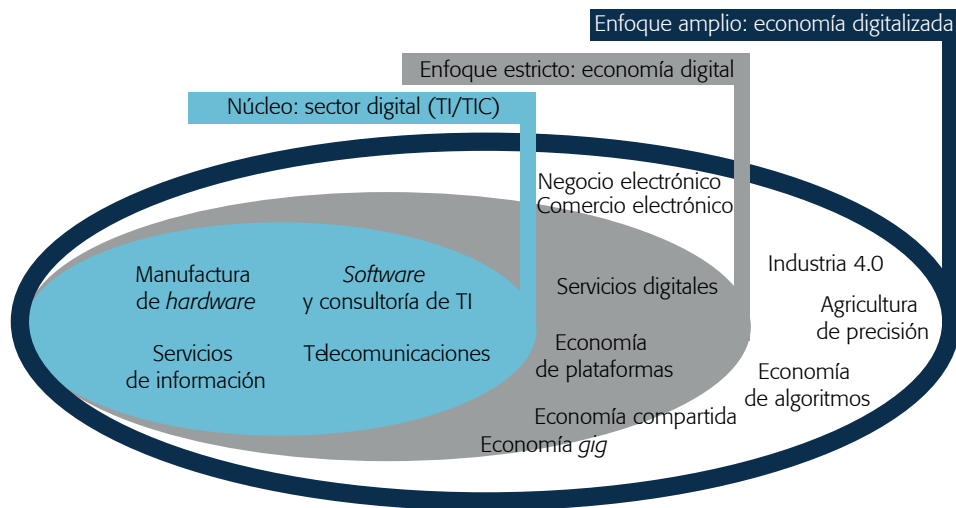 Enfoque amplio: economía digitalizada
Enfoque estricto: economía digital
Núcleo: sector digital (TI/TIC)
Negocio electrónico
Comercio electrónico
Manufactura
de hardware
Software
y consultoría de TI
Servicios digitales
Industria 4.0
Agricultura
de precisión
Servicios
de información
Telecomunicaciones
Economía
de plataformas
Economía
de algoritmos
Economía compartida
Economía gig